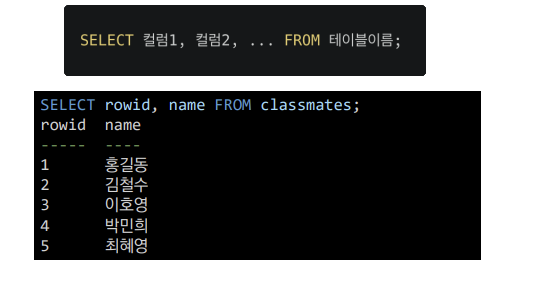 SELECT 컬럼1, 컬럼2, ... FROM 테이블이름;
SELECT rowid, name FROM classmates;
rowid  name
-----  ----
1      홍길동
2      김철수
3      이호영
4      박민희
5      최혜영